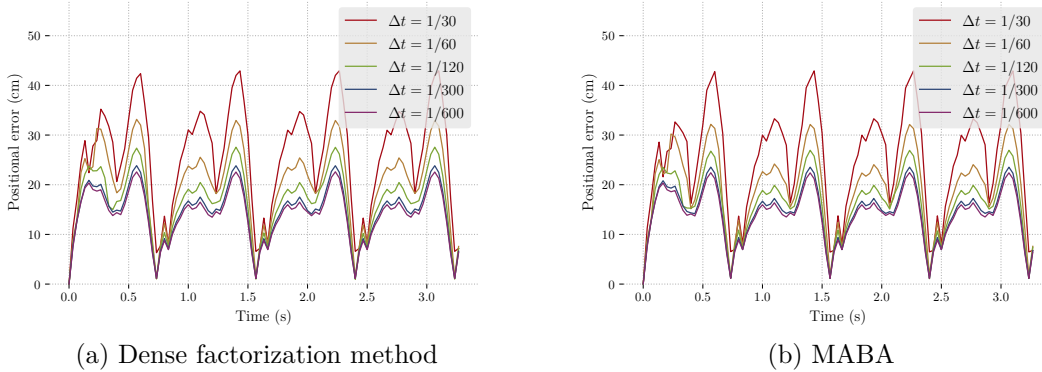 50
40
30
20
10
0
Positional error (cm)
0.0 0.5 1.0 1.5 2.0 2.5 3.0
Time (s)
Δt = 1/30
Δt = 1/60
Δt = 1/120
Δt = 1/300
Δt = 1/600
(a) Dense factorization method
50
40
30
20
10
0
Positional error (cm)
0.0 0.5 1.0 1.5 2.0 2.5 3.0
Time (s)
Δt = 1/30
Δt = 1/60
Δt = 1/120
Δt = 1/300
Δt = 1/600
(b) MABA